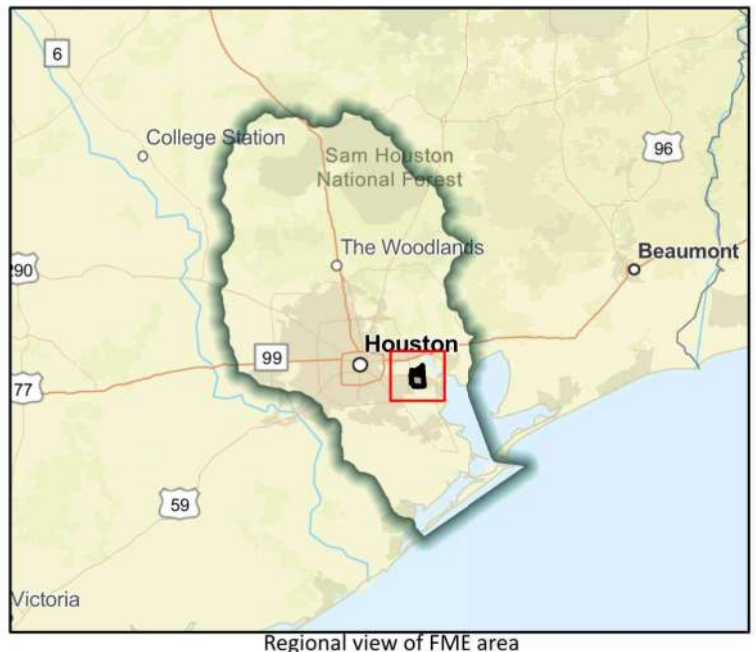 6
College Station
Sam Houston
National Forest
96
The Woodlands
Beaumont
290
Houston
99
77
59
Victoria
Regional view of FME area